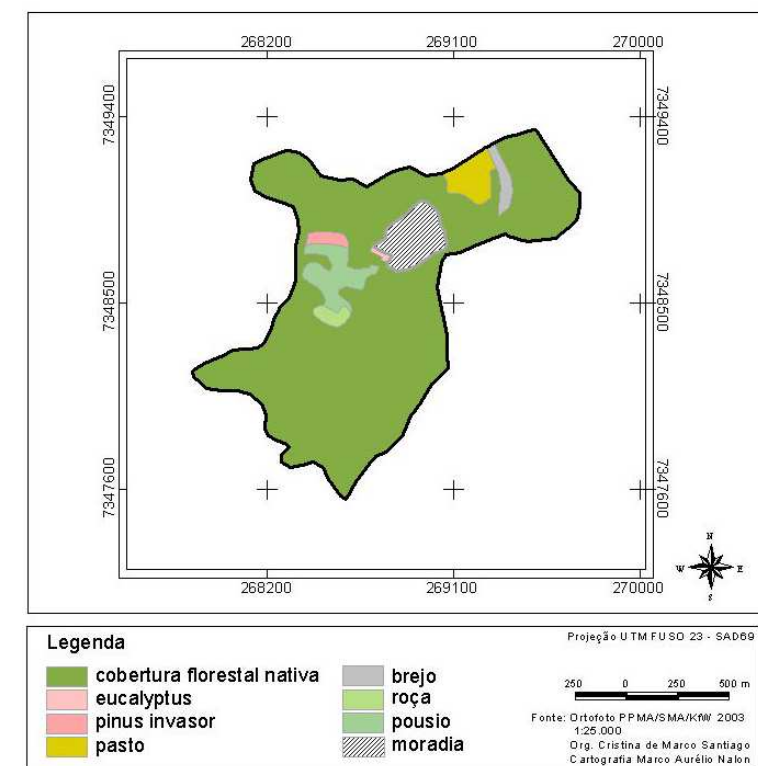 268200 269100 270000
7349400 7349400
7348500 7348500
7347600 7347600
268200 269100 270000
N
W E
S
Legenda
Projeção UTM FUSO 23 - SAD69
cobertura florestal nativa
eucalyptus
pinus invasor
pasto
brejo
roça
pousio
moradia
250 0 250 500 m
Fonte: Ortofoto PPMA/SMA/KfW 2003
1:25.000
Org. Cristina de Marco Santiago
Cartografia Marco Aurélio Nalon